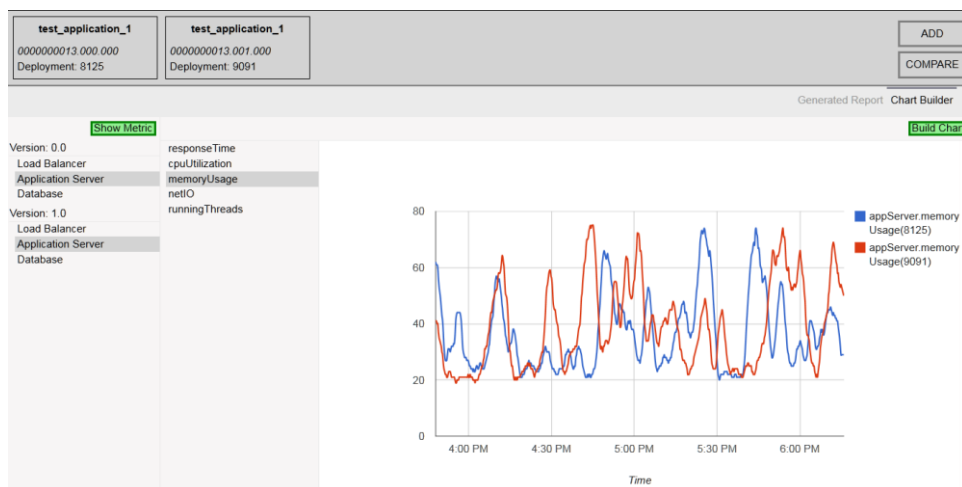 test_application_1
0000000013.000.000
Deployment: 8125
test_application_1
0000000013.001.000
Deployment: 9091
ADD
COMPARE
Generated Report
Chart Builder
Show Metric
Build Char
Version: 0.0
Load Balancer
Application Server
Database
Version: 1.0
Load Balancer
Application Server
Database
responseTime
cpuUtilization
memoryUsage
netIO
runningThreads
80
60
40
20
0
4:00 PM
4:30 PM
5:00 PM
5:30 PM
6:00 PM
Time
appServer.memory
Usage(8125)
appServer.memory
Usage(9091)